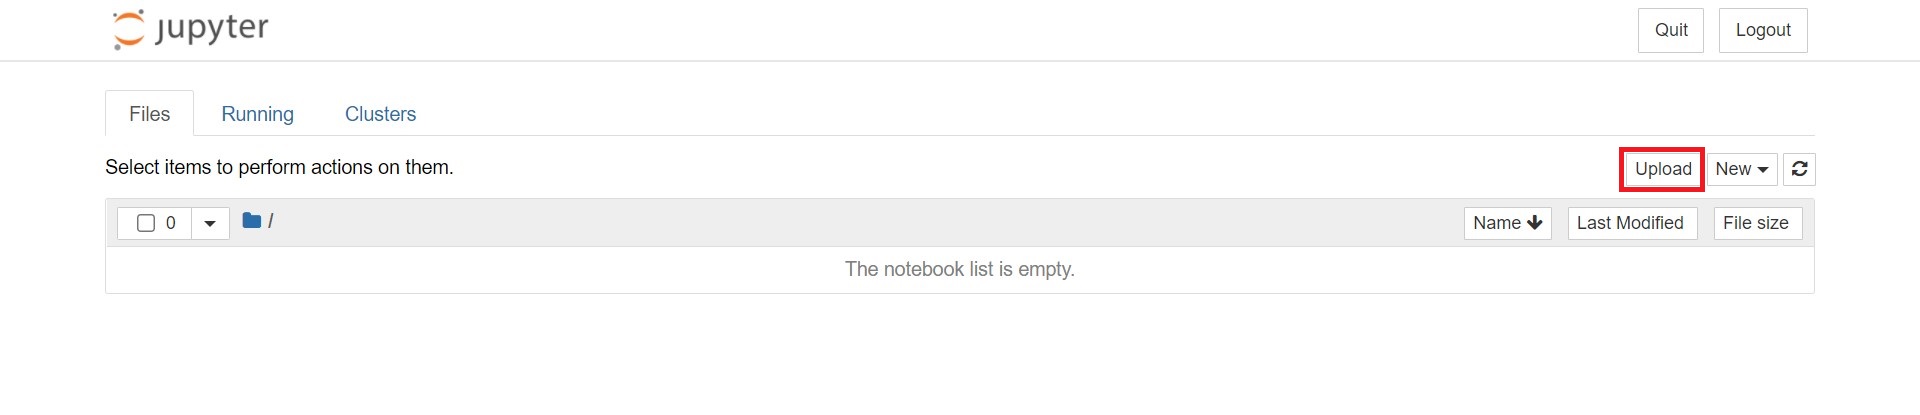 jupyter
Quit Logout
Files Running Clusters
Select items to perform actions on them.
Upload New
0 / Name Last Modified File size
The notebook list is empty.